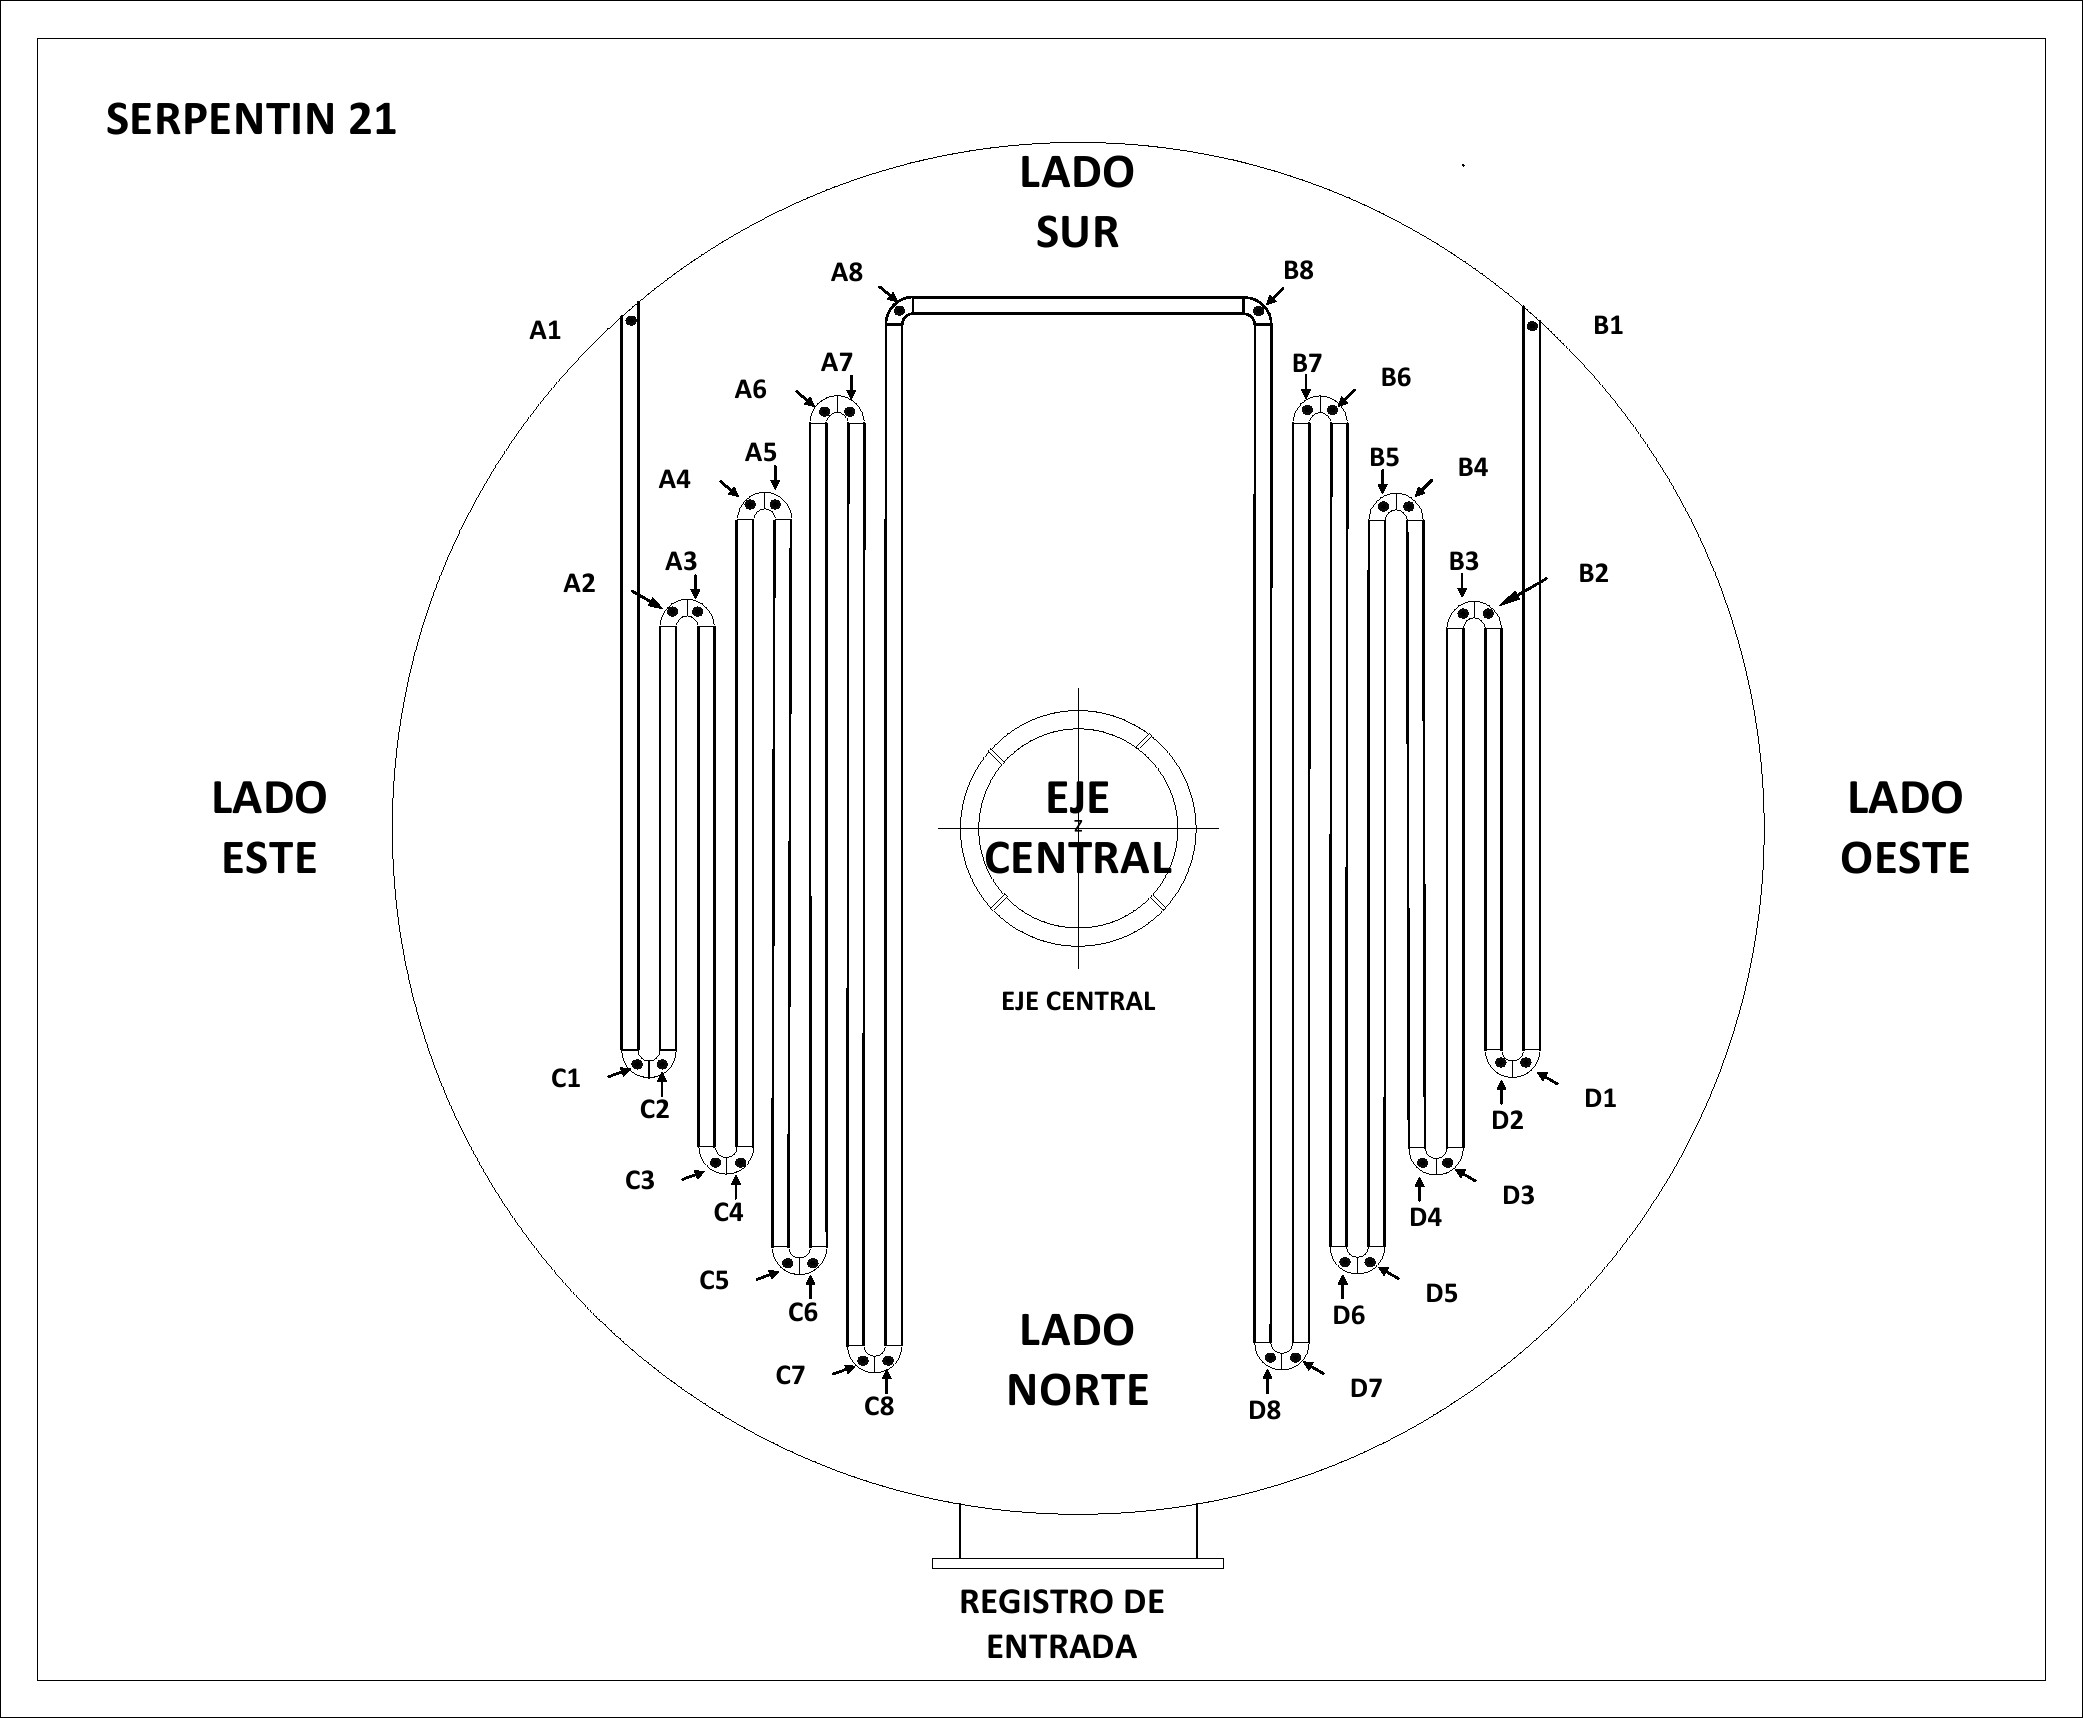 SERPENTIN 21
LADO
SUR
A8
B8
A1
B1
A7
B7
A6
B6
A5
B5
A4
B4
A3
B3
A2
B2
LADO
ESTE
EJE
Z
CENTRAL
LADO
OESTE
EJE CENTRAL
C1
C2
D1
D2
C3
C4
D3
D4
C5
C6
D5
D6
LADO
NORTE
C7
C8
D7
D8
REGISTRO DE
ENTRADA